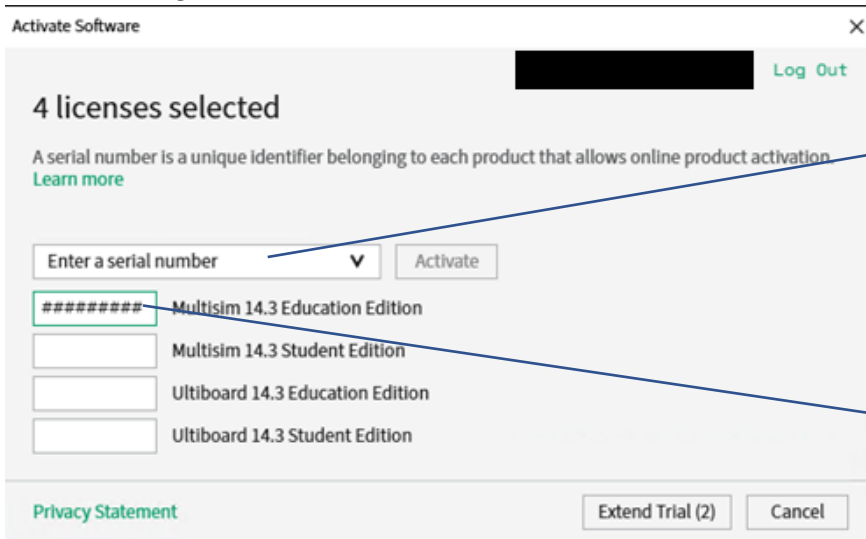 Activate Software
Log Out
4 licenses selected
A serial number is a unique identifier belonging to each product that allows online product activation.
Learn more
Enter a serial number
Activate
######### Multisim 14.3 Education Edition
Multisim 14.3 Student Edition
Ultiboard 14.3 Education Edition
Ultiboard 14.3 Student Edition
Privacy Statement
Extend Trial (2)
Cancel